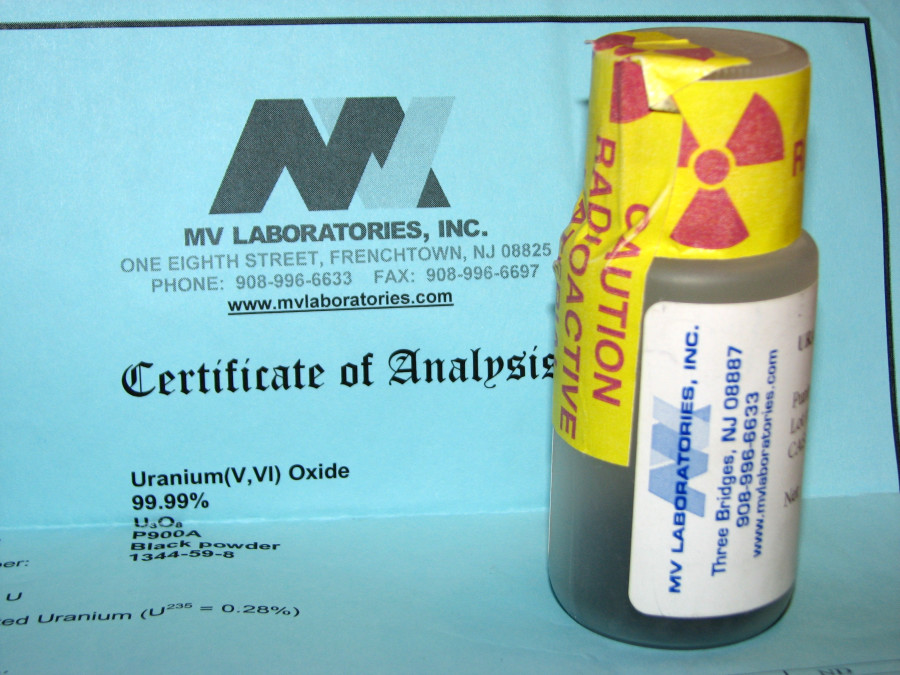 MV LABORATORIES, INC.
ONE EIGHTH STREET, FRENCHTOWN, NJ 08825
PHONE: 908-996-6633 FAX: 908-996-6697
www.mvlaboratories.com
Certificate of Analysis
Uranium(V,VI) Oxide
99.99%
U₃O₈
P900A
Black powder
1344-59-8
U
Uranium (U²³⁵ = 0.28%)
CAUTION
RADIOACTIVE
CAUTION
RADIOACTIVE
MV LABORATORIES, INC.
Three Bridges, NJ 08887
908-996-6633
www.mvlaboratories.com